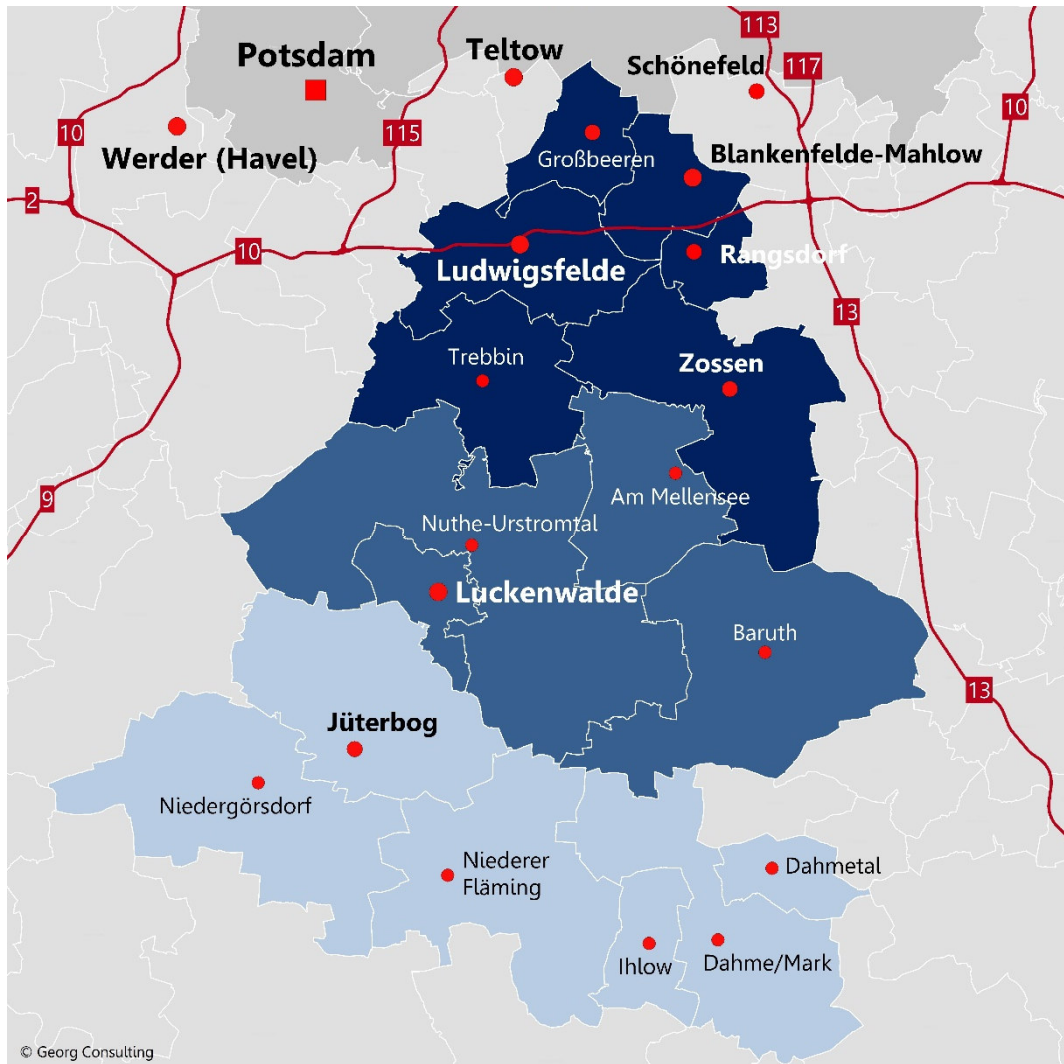 113
Teltow
Potsdam
Schönefeld
117
10
10
115
Großbeeren
Werder (Havel)
Blankenfelde-Mahlow
2
10
Rangsdorf
Ludwigsfelde
13
Trebbin
Zossen
9
Am Mellensee
Nuthe-Urstromtal
Luckenwalde
Baruth
13
Jüterbog
Niedergörsdorf
Niederer
Fläming
Dahmetal
Ihlow
Dahme/Mark
© Georg Consulting